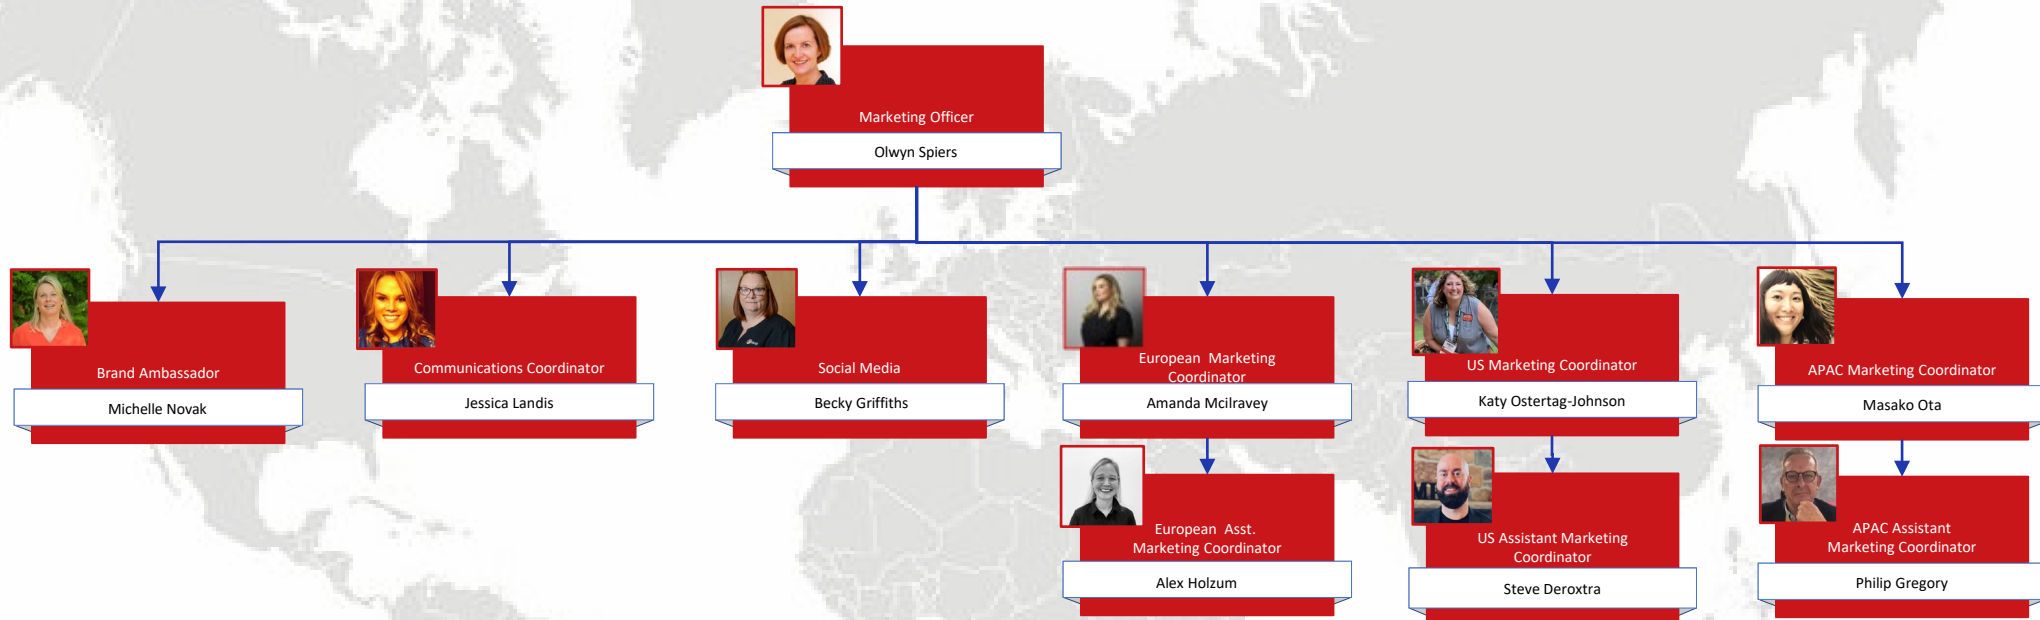 Marketing Officer
Olwyn Spiers
Brand Ambassador
Michelle Novak
Communications Coordinator
Jessica Landis
Social Media
Becky Griffiths
European Marketing
Coordinator
Amanda Mcilravey
US Marketing Coordinator
Katy Ostertag-Johnson
APAC Marketing Coordinator
Masako Ota
European Asst.
Marketing Coordinator
Alex Holzum
US Assistant Marketing
Coordinator
Steve Deroxtra
APAC Assistant
Marketing Coordinator
Philip Gregory